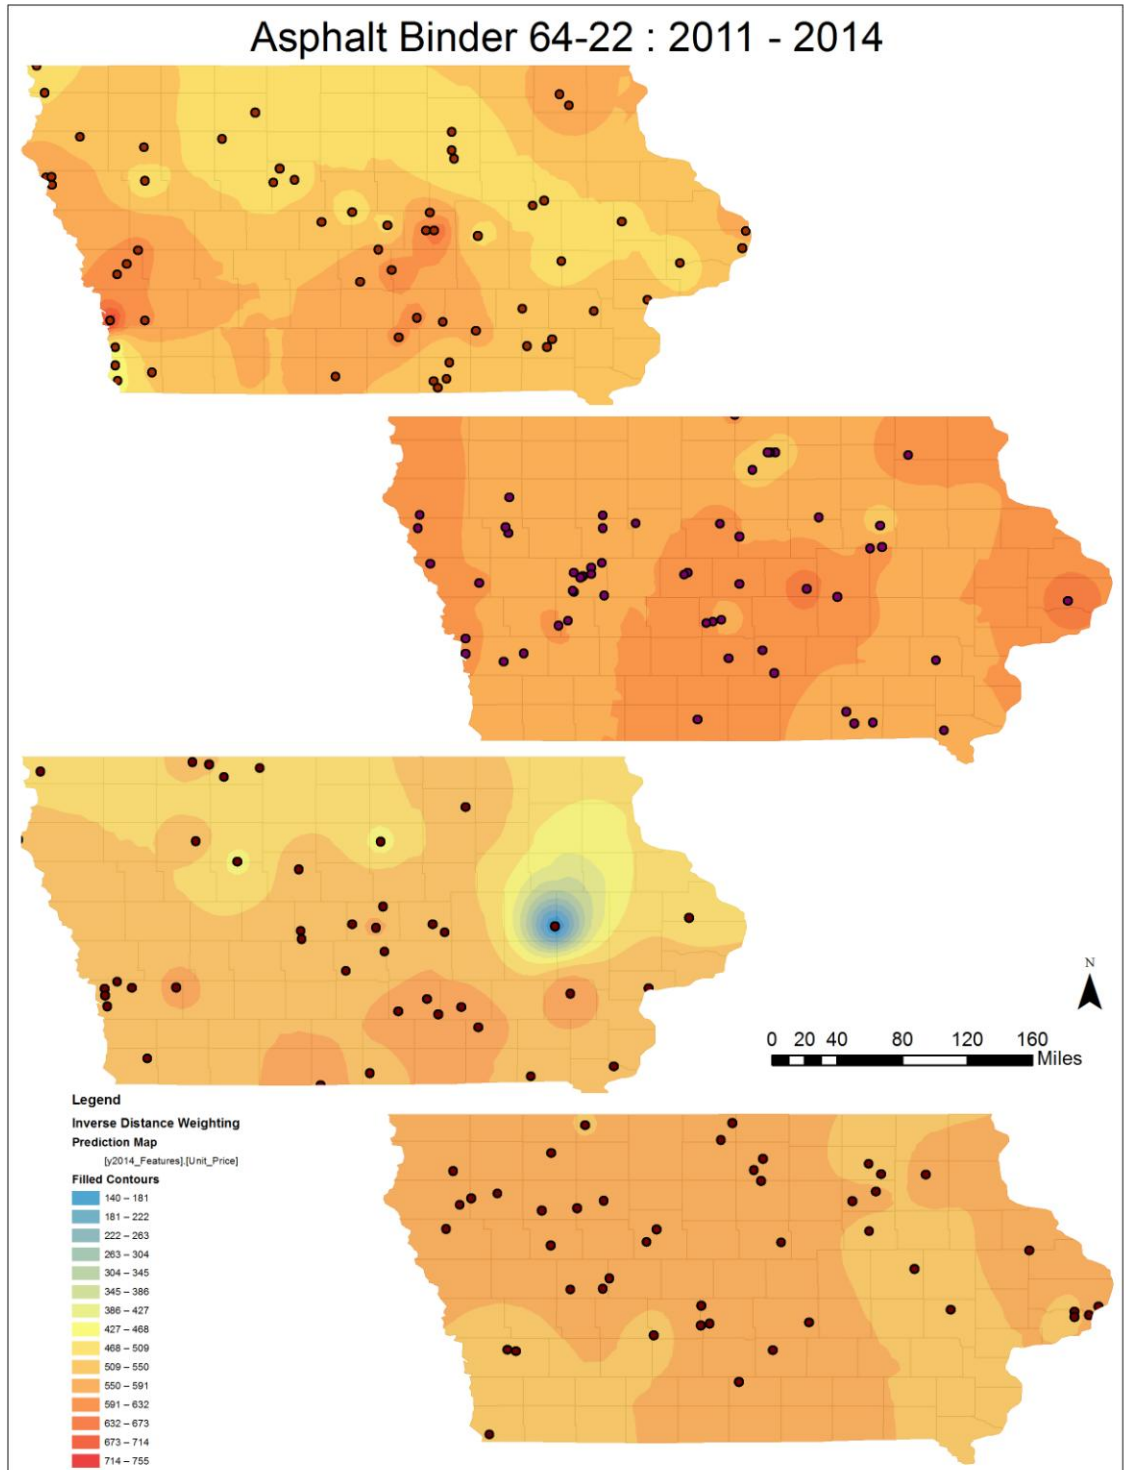 Asphalt Binder 64-22 : 2011 - 2014
N
0 20 40 80 120 160
Miles
Legend
Inverse Distance Weighting
Prediction Map
[y2014_Features].[Unit_Price]
Filled Contours
140 – 181
181 – 222
222 – 263
263 – 304
304 – 345
345 – 386
386 – 427
427 – 468
468 – 509
509 – 550
550 – 591
591 – 632
632 – 673
673 – 714
714 – 755